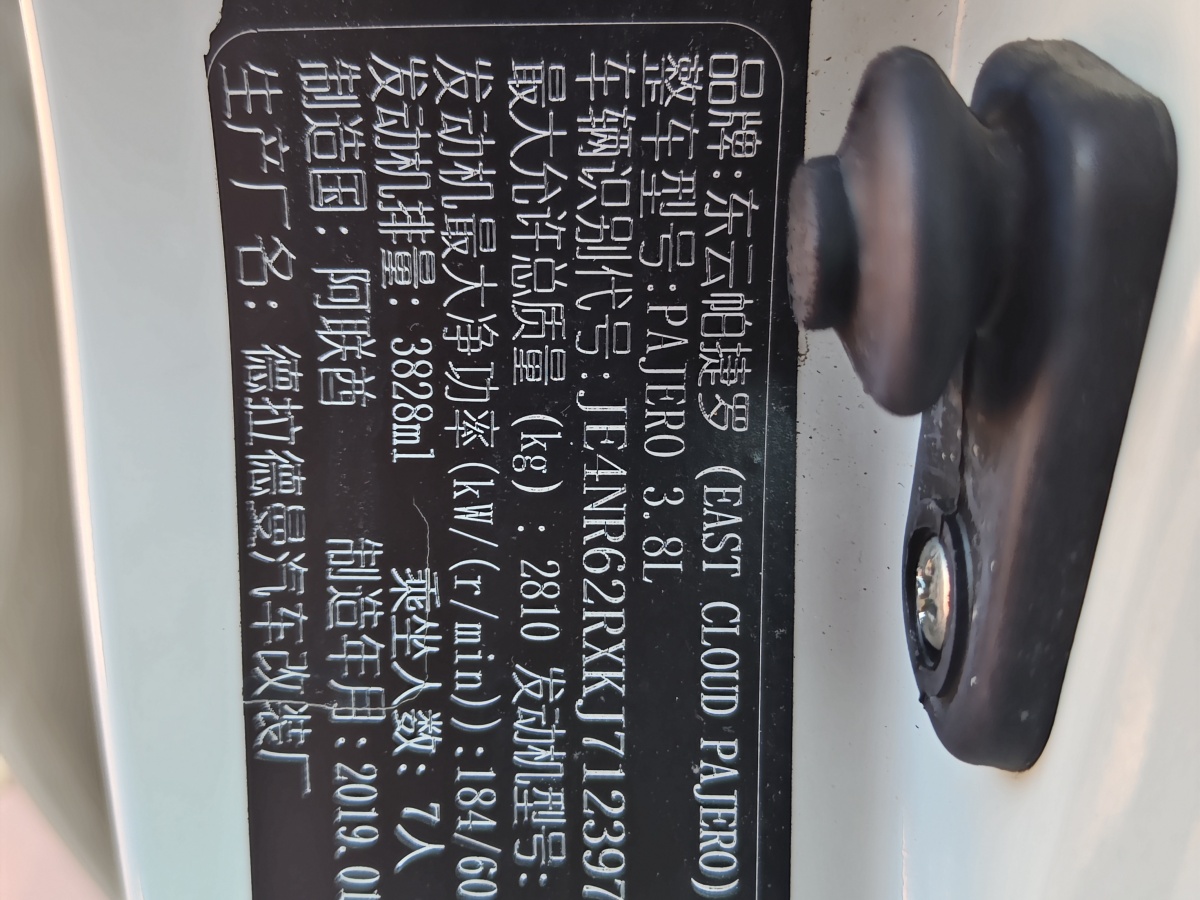 品牌:东云帕捷罗 (EAST CLOUD PAJERO)
整车型号:PAJERO 3.8L
车辆识别代号:JE4NR62RXKJ712397
最大允许总质量 (kg) : 2810 发动机型号:
发动机最大净功率(kW/(r/min)):184/60
发动机排量: 3828ml 乘坐人数: 7人
制造国: 阿联酋 制造年月:2019.01
生产厂名: 德拉德曼汽车改装厂